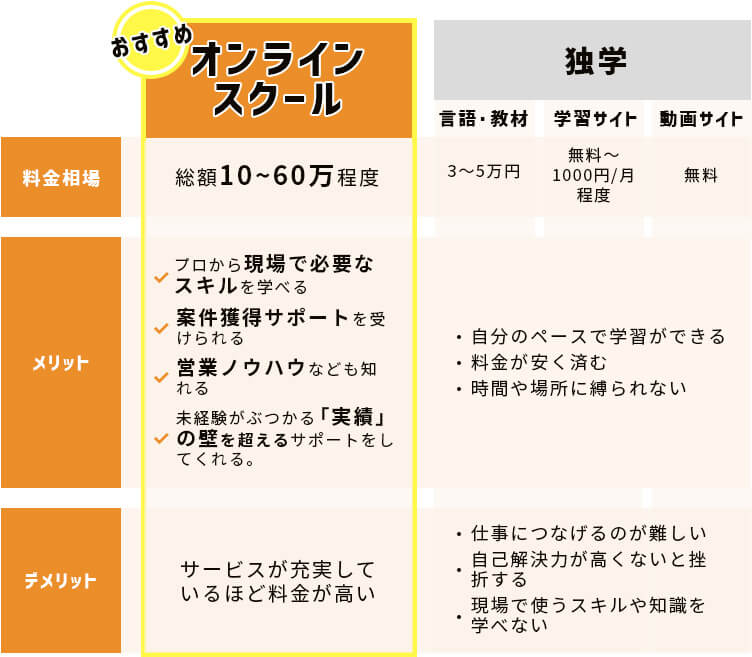 おすすめ
オンライン
スクール
独学
言語・教材
学習サイト
動画サイト
料金相場
総額10~60万程度
3〜5万円
無料〜
1000円/月
程度
無料
メリット
プロから現場で必要な
スキルを学べる
案件獲得サポートを受
けられる
営業ノウハウなども知
れる
未経験がぶつかる「実績」
の壁を超えるサポートをし
てくれる。
・自分のペースで学習ができる
・料金が安く済む
・時間や場所に縛られない
デメリット
サービスが充実して
いるほど料金が高い
・仕事につなげるのが難しい
・自己解決力が高くないと挫
折する
・現場で使うスキルや知識を
学べない